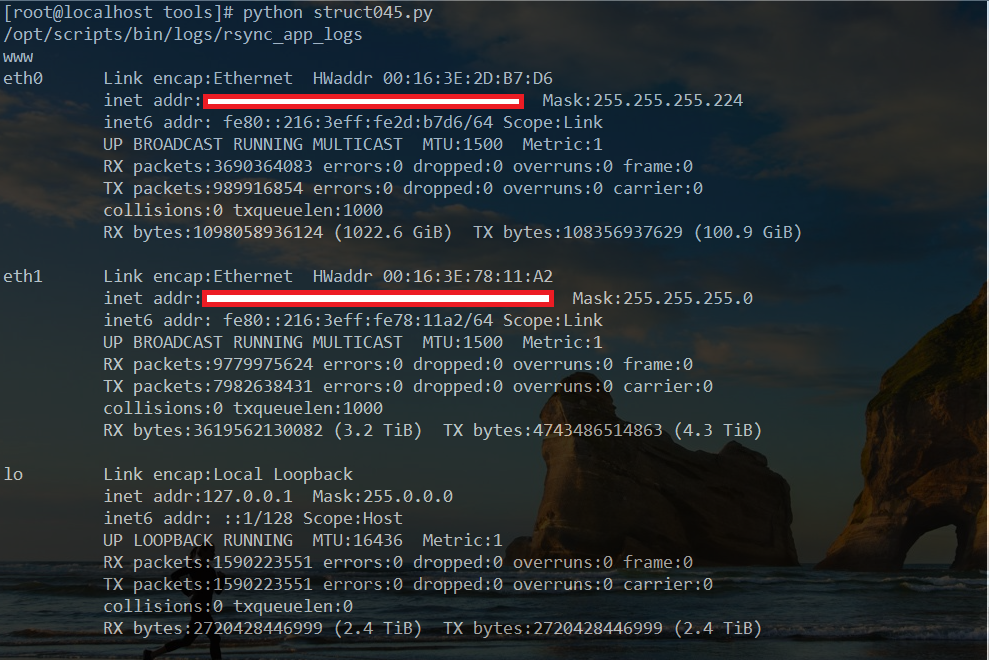 [root@localhost tools]# python struct045.py
/opt/scripts/bin/logs/rsync_app_logs
www
eth0      Link encap:Ethernet  HWaddr 00:16:3E:2D:B7:D6
          inet addr:  Mask:255.255.255.224
          inet6 addr: fe80::216:3eff:fe2d:b7d6/64 Scope:Link
          UP BROADCAST RUNNING MULTICAST  MTU:1500  Metric:1
          RX packets:3690364083 errors:0 dropped:0 overruns:0 frame:0
          TX packets:989916854 errors:0 dropped:0 overruns:0 carrier:0
          collisions:0 txqueuelen:1000
          RX bytes:1098058936124 (1022.6 GiB)  TX bytes:108356937629 (100.9 GiB)
eth1      Link encap:Ethernet  HWaddr 00:16:3E:78:11:A2
          inet addr:  Mask:255.255.255.0
          inet6 addr: fe80::216:3eff:fe78:11a2/64 Scope:Link
          UP BROADCAST RUNNING MULTICAST  MTU:1500  Metric:1
          RX packets:9779975624 errors:0 dropped:0 overruns:0 frame:0
          TX packets:7982638431 errors:0 dropped:0 overruns:0 carrier:0
          collisions:0 txqueuelen:1000
          RX bytes:3619562130082 (3.2 TiB)  TX bytes:4743486514863 (4.3 TiB)
lo        Link encap:Local Loopback
          inet addr:127.0.0.1  Mask:255.0.0.0
          inet6 addr: ::1/128 Scope:Host
          UP LOOPBACK RUNNING  MTU:16436  Metric:1
          RX packets:1590223551 errors:0 dropped:0 overruns:0 frame:0
          TX packets:1590223551 errors:0 dropped:0 overruns:0 carrier:0
          collisions:0 txqueuelen:0
          RX bytes:2720428446999 (2.4 TiB)  TX bytes:2720428446999 (2.4 TiB)